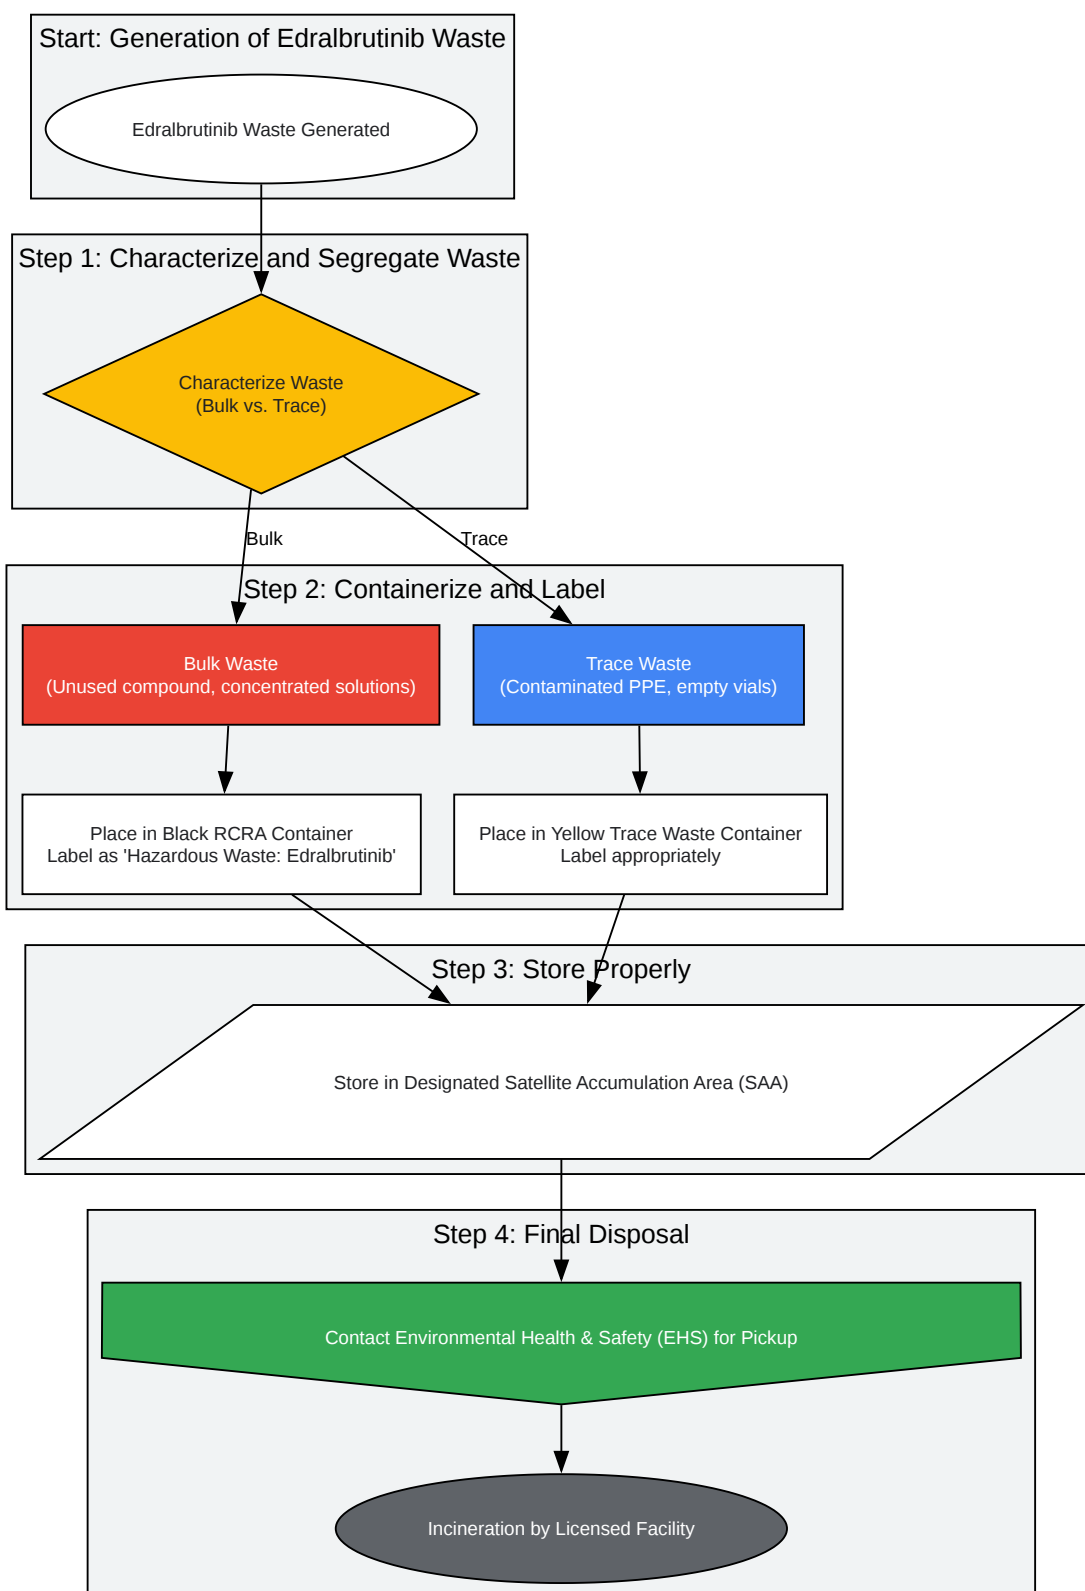 Start: Generation of Edralbrutinib Waste
Edralbrutinib Waste Generated
Step 1: Characterize and Segregate Waste
Characterize Waste
(Bulk vs. Trace)
Bulk
Trace
Step 2: Containerize and Label
Bulk Waste
(Unused compound, concentrated solutions)
Trace Waste
(Contaminated PPE, empty vials)
Place in Black RCRA Container
Label as 'Hazardous Waste: Edralbrutinib'
Place in Yellow Trace Waste Container
Label appropriately
Step 3: Store Properly
Store in Designated Satellite Accumulation Area (SAA)
Step 4: Final Disposal
Contact Environmental Health & Safety (EHS) for Pickup
Incineration by Licensed Facility